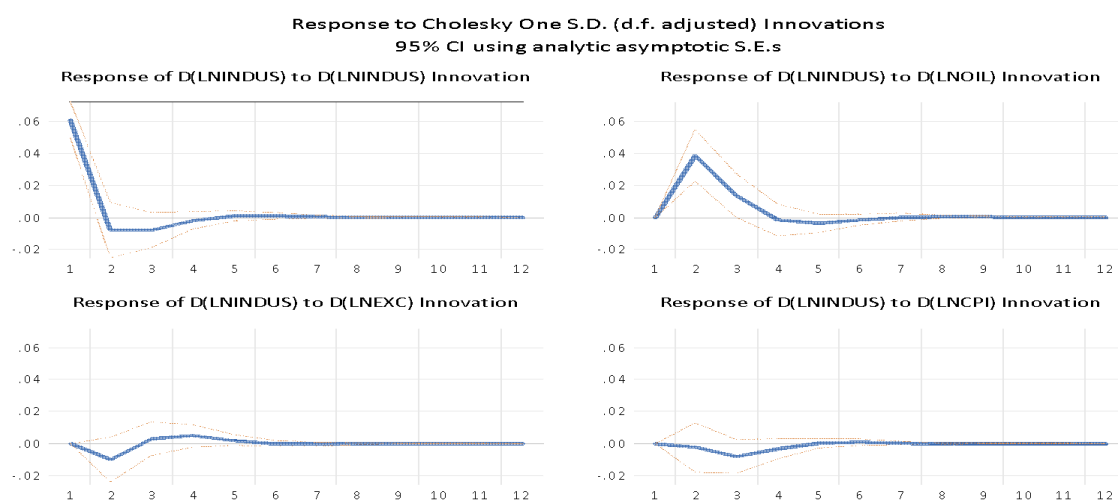 Response to Cholesky One S.D. (d.f. adjusted) Innovations
95% CI using analytic asymptotic S.E.s
Response of D(LNINDUS) to D(LNINDUS) Innovation
.06
.04
.02
.00
-.02
1 2 3 4 5 6 7 8 9 10 11 12
Response of D(LNINDUS) to D(LNOIL) Innovation
.06
.04
.02
.00
-.02
1 2 3 4 5 6 7 8 9 10 11 12
Response of D(LNINDUS) to D(LNEXC) Innovation
.06
.04
.02
.00
-.02
1 2 3 4 5 6 7 8 9 10 11 12
Response of D(LNINDUS) to D(LNCPI) Innovation
.06
.04
.02
.00
-.02
1 2 3 4 5 6 7 8 9 10 11 12